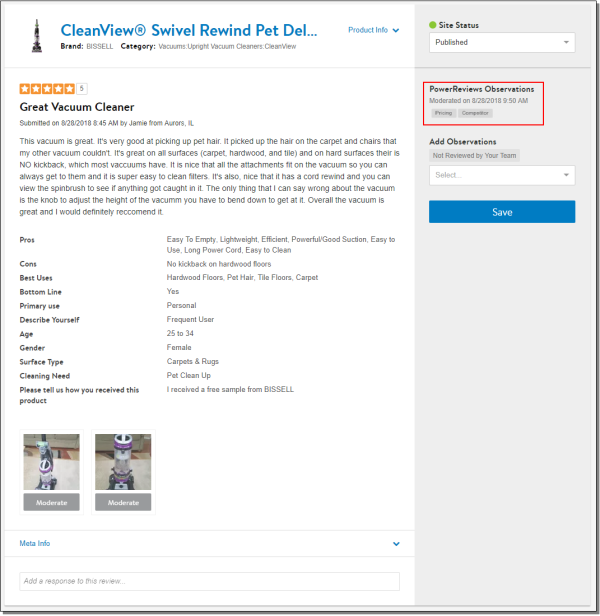 CleanView® Swivel Rewind Pet Del...
Product Info
Brand: BISSELL Category: Vacuums:Upright Vacuum Cleaners:CleanView
Site Status
Published
5
Great Vacuum Cleaner
Submitted on 8/28/2018 8:45 AM by Jamie from Aurors, IL
This vacuum is great. It's very good at picking up pet hair. It picked up the hair on the carpet and chairs that
my other vacuum couldn't. It's great on all surfaces (carpet, hardwood, and tile) and on hard surfaces their is
NO kickback, which most vaccuums have. It is nice that all the attachments fit on the vacuum so you can
always get to them and it is super easy to clean filters. It's also, nice that it has a cord rewind and you can
view the spinbrush to see if anything got caught in it. The only thing that I can say wrong about the vacuum
is the knob to adjust the height of the vacumm you have to bend down to get at it. Overall the vacuum is
great and I would definitely reccomend it.
PowerReviews Observations
Moderated on 8/28/2018 9:50 AM
Pricing Competitor
Add Observations
Not Reviewed by Your Team
Select...
Save
Pros Easy To Empty, Lightweight, Efficient, Powerful/Good Suction, Easy to
Use, Long Power Cord, Easy to Clean
Cons No kickback on hardwood floors
Best Uses Hardwood Floors, Pet Hair, Tile Floors, Carpet
Bottom Line Yes
Primary use Personal
Describe Yourself Frequent User
Age 25 to 34
Gender Female
Surface Type Carpets & Rugs
Cleaning Need Pet Clean Up
Please tell us how you received this I received a free sample from BISSELL
product
Moderate Moderate
Meta Info
Add a response to this review...